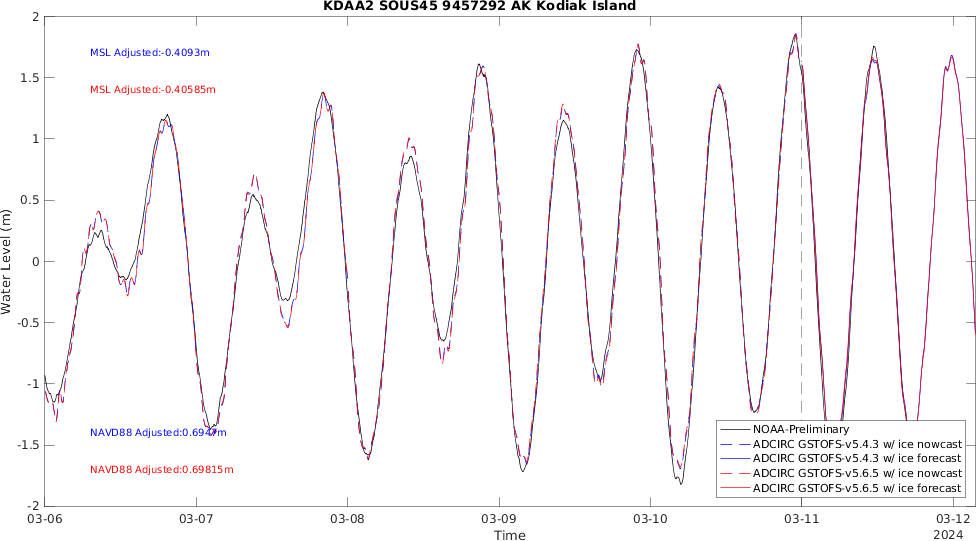 KDAA2 SOUS45 9457292 AK Kodiak Island
2
1.5
1
0.5
0
-0.5
-1
-1.5
-2
Water Level (m)
MSL Adjusted:-0.4093m
MSL Adjusted:-0.40585m
NAVD88 Adjusted:0.6947m
NAVD88 Adjusted:0.69815m
NOAA-Preliminary
ADCIRC GSTOFS-v5.4.3 w/ ice nowcast
ADCIRC GSTOFS-v5.4.3 w/ ice forecast
ADCIRC GSTOFS-v5.6.5 w/ ice nowcast
ADCIRC GSTOFS-v5.6.5 w/ ice forecast
03-06 03-07 03-08 03-09 03-10 03-11 03-12
2024
Time